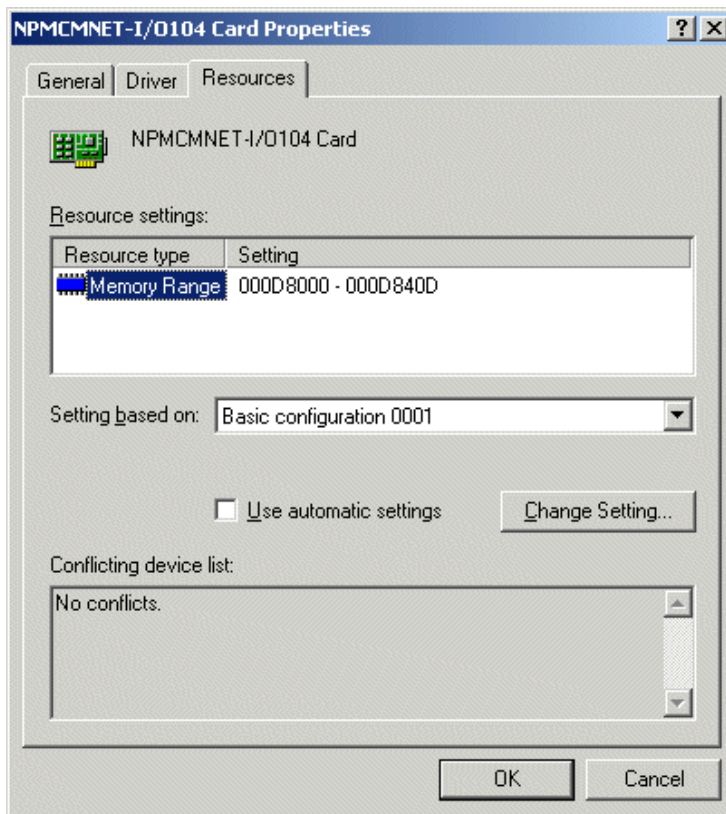 NPMCMNET-I/O104 Card Properties
General Driver Resources
NPMCMNET-I/O104 Card
Resource settings:
Resource type Setting
Memory Range 000D8000 - 000D840D
Setting based on: Basic configuration 0001
Use automatic settings Change Setting...
Conflicting device list:
No conflicts.
OK Cancel